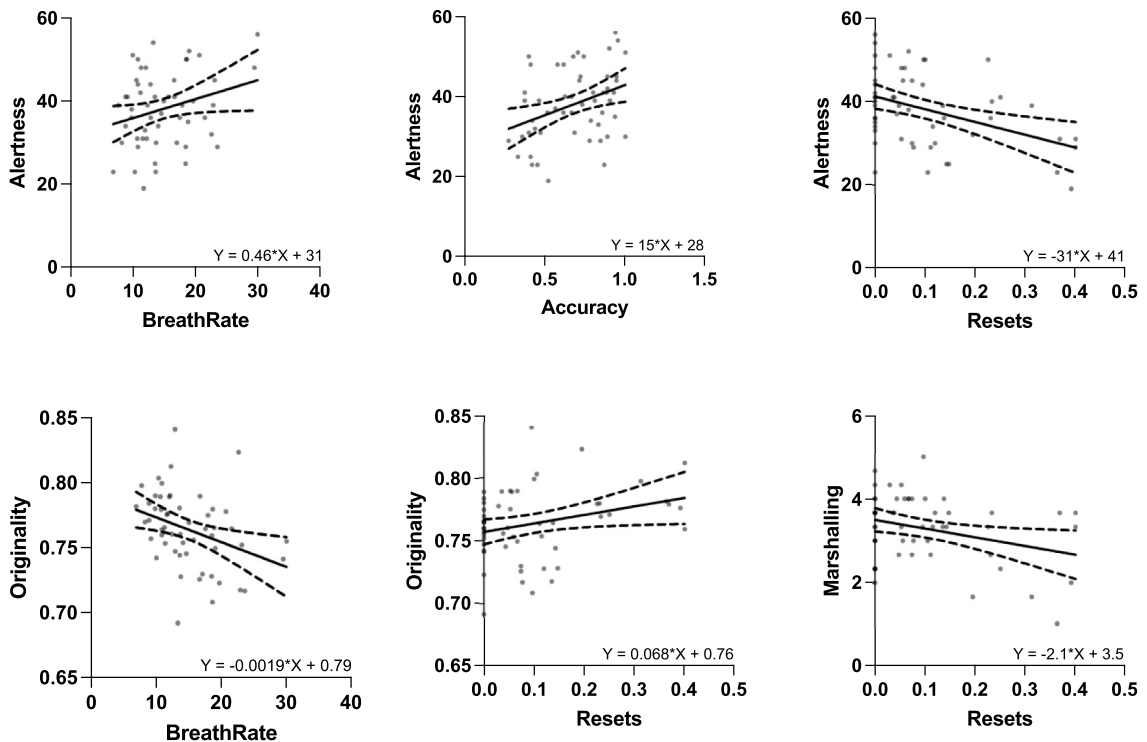 60
40
20
0
Alertness
0 10 20 30 40
BreathRate
Y = 0.46*X + 31
60
40
20
0
Alertness
0.0 0.5 1.0 1.5
Accuracy
Y = 15*X + 28
60
40
20
0
Alertness
0.0 0.1 0.2 0.3 0.4 0.5
Resets
Y = -31*X + 41
0.85
0.80
0.75
0.70
0.65
Originality
0 10 20 30 40
BreathRate
Y = -0.0019*X + 0.79
0.85
0.80
0.75
0.70
0.65
Originality
0.0 0.1 0.2 0.3 0.4 0.5
Resets
Y = 0.068*X + 0.76
6
4
2
0
Marshalling
0.0 0.1 0.2 0.3 0.4 0.5
Resets
Y = -2.1*X + 3.5